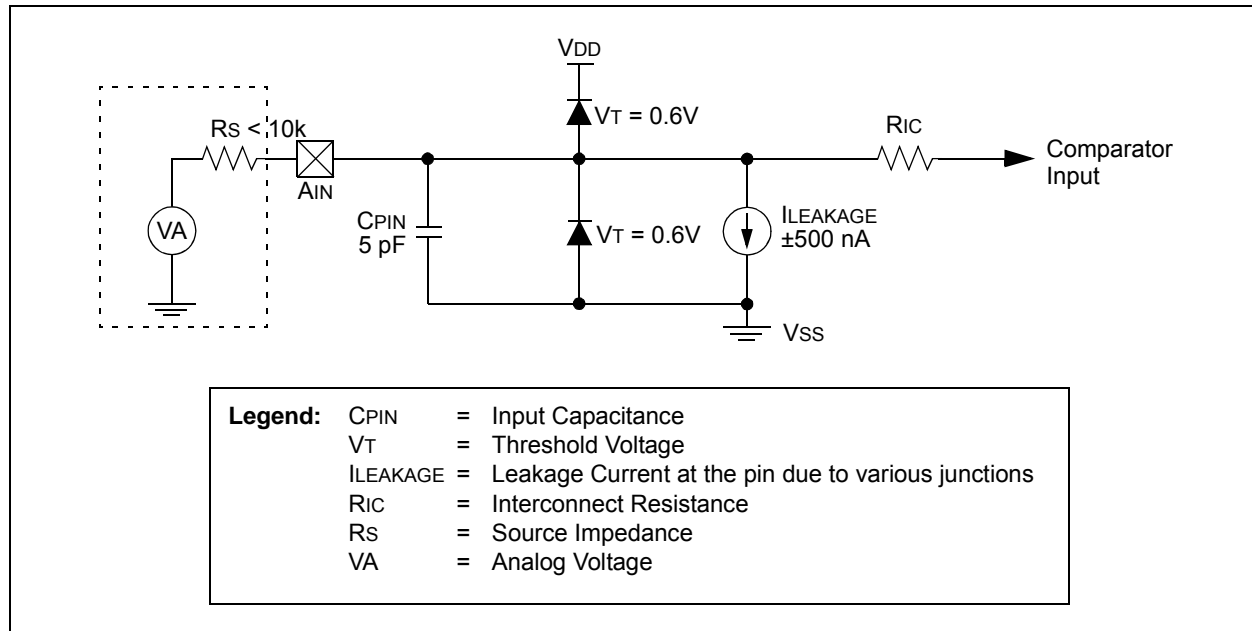 VDD
VT = 0.6V
RS < 10k
AIN
RIC
Comparator
Input
VA
CPIN
5 pF
VT = 0.6V
ILEAKAGE
±500 nA
VSS
Legend: CPIN = Input Capacitance
VT = Threshold Voltage
ILEAKAGE = Leakage Current at the pin due to various junctions
RIC = Interconnect Resistance
RS = Source Impedance
VA = Analog Voltage